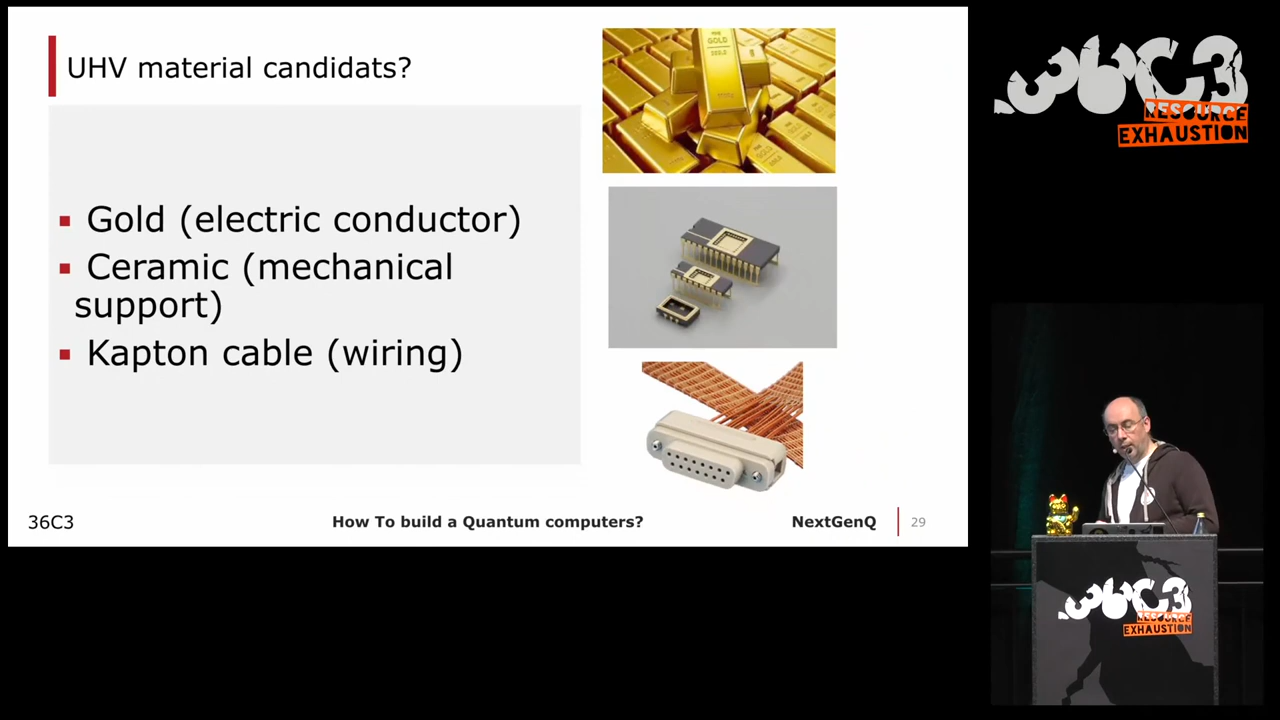 UHV material candidats?
▪ Gold (electric conductor)
▪ Ceramic (mechanical
support)
▪ Kapton cable (wiring)
GOLD
36C3
How To build a Quantum computers?
NextGenQ
29
36C3
RESOURCE
EXHAUSTION
36C3
RESOURCE
EXHAUSTION